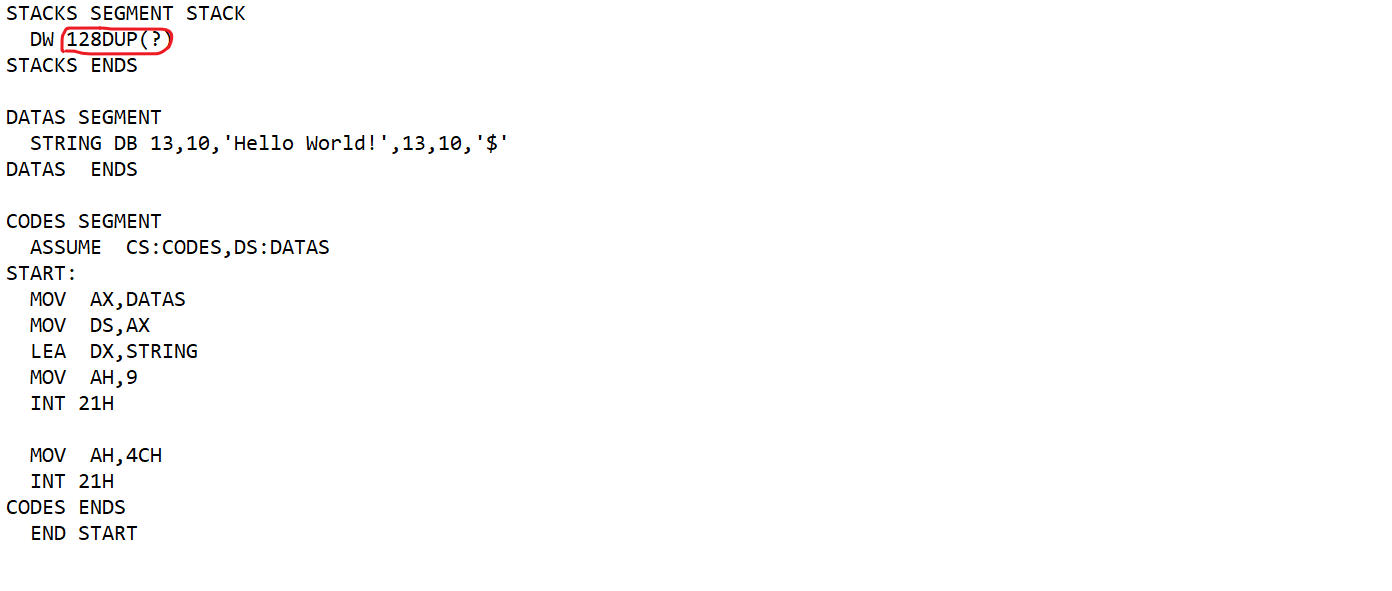 STACKS SEGMENT STACK
DW 128DUP(?)
STACKS ENDS
DATAS SEGMENT
STRING DB 13,10,'Hello World!',13,10,'$'
DATAS  ENDS
CODES SEGMENT
ASSUME  CS:CODES,DS:DATAS
START:
MOV  AX,DATAS
MOV  DS,AX
LEA  DX,STRING
MOV  AH,9
INT 21H
MOV  AH,4CH
INT 21H
CODES ENDS
END START